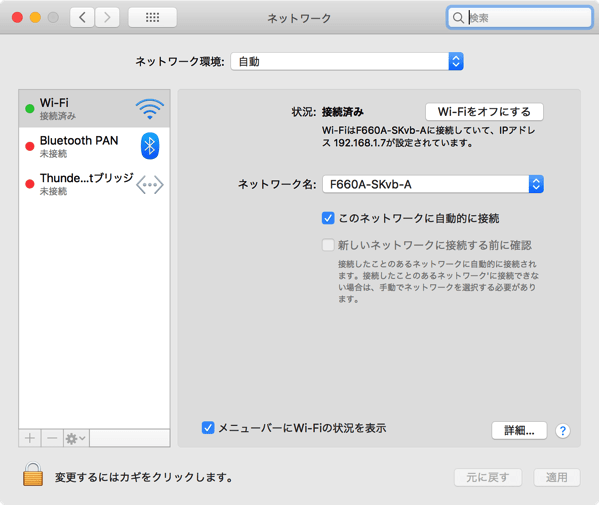 ネットワーク
検索
ネットワーク環境: 自動
Wi-Fi
接続済み
Bluetooth PAN
未接続
Thunde...tブリッジ
未接続
状況: 接続済み
Wi-Fiをオフにする
Wi-FiはF660A-SKvb-Aに接続していて、IPアドレ
ス 192.168.1.7が設定されています。
ネットワーク名: F660A-SKvb-A
このネットワークに自動的に接続
新しいネットワークに接続する前に確認
接続したことのあるネットワークに自動的に接続され
ます。接続したことのあるネットワークに接続できな
い場合は、手動でネットワークを選択する必要があり
ます。
メニューバーにWi-Fiの状況を表示
詳細...
?
変更するにはカギをクリックします。
元に戻す
適用